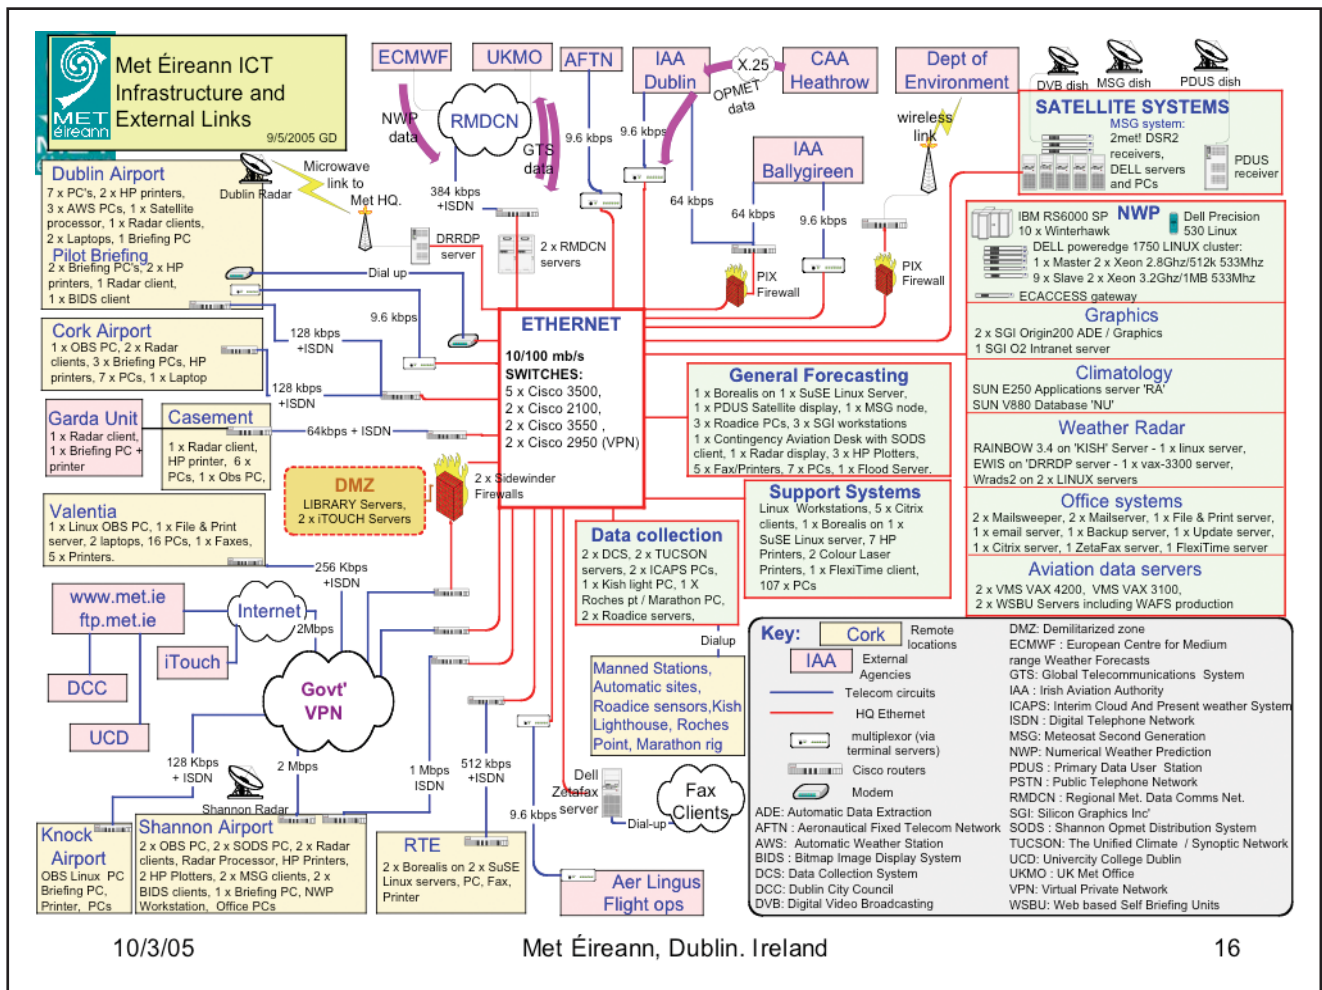 Met Éireann ICT
Infrastructure and
External Links
9/5/2005 GD
MET
éireann
ECMWF
UKMO
AFTN
IAA
Dublin
X.25
CAA
Heathrow
OPMET
data
Dept of
Environment
DVB dish
MSG dish
PDUS dish
SATELLITE SYSTEMS
MSG system:
2met! DSR2
receivers,
DELL servers
and PCs
PDUS
receiver
NWP
data
RMDCN
GTS
data
9.6 kbps
9.6 kbps
wireless
link
IAA
Ballygireen
384 kbps
+ISDN
64 kbps
64 kbps
9.6 kbps
Dublin Radar
Microwave
link to
Met HQ.
DRRDP
server
2 x RMDCN
servers
PIX
Firewall
PIX
Firewall
Dublin Airport
7 x PC's, 2 x HP printers,
3 x AWS PCs, 1 x Satellite
processor, 1 x Radar clients,
2 x Laptops, 1 Briefing PC
Pilot Briefing
2 x Briefing PC's, 2 x HP
printers, 1 Radar client,
1 x BIDS client
Dial up
9.6 kbps
128 kbps
+ISDN
Cork Airport
1 x OBS PC, 2 x Radar
clients, 3 x Briefing PCs, HP
printers, 7 x PCs, 1 x Laptop
128 kbps
+ISDN
Garda Unit
1 x Radar client,
1 x Briefing PC +
printer
Casement
1 x Radar client,
HP printer, 6 x
PCs, 1 x Obs PC,
64kbps + ISDN
ETHERNET
10/100 mb/s
SWITCHES:
5 x Cisco 3500,
2 x Cisco 2100,
2 x Cisco 3550 ,
2 x Cisco 2950 (VPN)
NWP
IBM RS6000 SP
10 x Winterhawk
Dell Precision
530 Linux
DELL poweredge 1750 LINUX cluster:
1 x Master 2 x Xeon 2.8Ghz/512k 533Mhz
9 x Slave 2 x Xeon 3.2Ghz/1MB 533Mhz
ECACCESS gateway
Graphics
2 x SGI Origin200 ADE / Graphics
1 SGI O2 Intranet server
Climatology
SUN E250 Applications server 'RA'
SUN V880 Database 'NU'
Weather Radar
RAINBOW 3.4 on 'KISH' Server - 1 x linux server,
EWIS on 'DRRDP server - 1 x vax-3300 server,
Wrads2 on 2 x LINUX servers
Office systems
2 x Mailsweeper, 2 x Mailserver, 1 x File & Print server,
1 x email server, 1 x Backup server, 1 x Update server,
1 x Citrix server, 1 ZetaFax server, 1 FlexiTime server
Aviation data servers
2 x VMS VAX 4200, VMS VAX 3100,
2 x WSBU Servers including WAFS production
General Forecasting
1 x Borealis on 1 x SuSE Linux Server,
1 x PDUS Satellite display, 1 x MSG node,
3 x Roadice PCs, 3 x SGI workstations
1 x Contingency Aviation Desk with SODS
client, 1 x Radar display, 3 x HP Plotters,
5 x Fax/Printers, 7 x PCs, 1 x Flood Server.
Support Systems
Linux Workstations, 5 x Citrix
clients, 1 x Borealis on 1 x
SuSE Linux server, 7 HP
Printers, 2 Colour Laser
Printers, 1 x FlexiTime client,
107 x PCs
DMZ
LIBRARY Servers,
2 x iTOUCH Servers
2 x Sidewinder
Firewalls
Data collection
2 x DCS, 2 x TUCSON
servers, 2 x ICAPS PCs,
1 x Kish light PC, 1 X
Roches pt / Marathon PC,
2 x Roadice servers,
Dialup
Manned Stations,
Automatic sites,
Roadice sensors,Kish
Lighthouse, Roches
Point, Marathon rig
Valentia
1 x Linux OBS PC, 1 x File & Print
server, 2 laptops, 16 PCs, 1 x Faxes,
5 x Printers.
256 Kbps
+ISDN
www.met.ie
ftp.met.ie
Internet
2Mbps
iTouch
DCC
UCD
Govt'
VPN
128 Kbps
+ ISDN
2 Mbps
1 Mbps
ISDN
512 kbps
+ISDN
9.6 kbps
Dell
Zetafax
server
Dial-up
Fax
Clients
Shannon Radar
Knock
Airport
OBS Linux PC
Briefing PC,
Printer, PCs
Shannon Airport
2 x OBS PC, 2 x SODS PC, 2 x Radar
clients, Radar Processor, HP Printers,
2 HP Plotters, 2 x MSG clients, 2 x
BIDS clients, 1 x Briefing PC, NWP
Workstation, Office PCs
RTE
2 x Borealis on 2 x SuSE
Linux servers, PC, Fax,
Printer
Aer Lingus
Flight ops
Key:
Cork
Remote
locations
IAA
External
Agencies
Telecom circuits
HQ Ethernet
multiplexor (via
terminal servers)
Cisco routers
Modem
ADE: Automatic Data Extraction
AFTN : Aeronautical Fixed Telecom Network
AWS: Automatic Weather Station
BIDS : Bitmap Image Display System
DCS: Data Collection System
DCC: Dublin City Council
DVB: Digital Video Broadcasting
DMZ: Demilitarized zone
ECMWF : European Centre for Medium
range Weather Forecasts
GTS: Global Telecommunications System
IAA : Irish Aviation Authority
ICAPS: Interim Cloud And Present weather System
ISDN : Digital Telephone Network
MSG: Meteosat Second Generation
NWP: Numerical Weather Prediction
PDUS : Primary Data User Station
PSTN : Public Telephone Network
RMDCN : Regional Met. Data Comms Net.
SGI: Silicon Graphics Inc'
SODS : Shannon Opmet Distribution System
TUCSON: The Unified Climate / Synoptic Network
UCD: Univercity College Dublin
UKMO : UK Met Office
VPN: Virtual Private Network
WSBU: Web based Self Briefing Units
10/3/05
Met Éireann, Dublin. Ireland
16